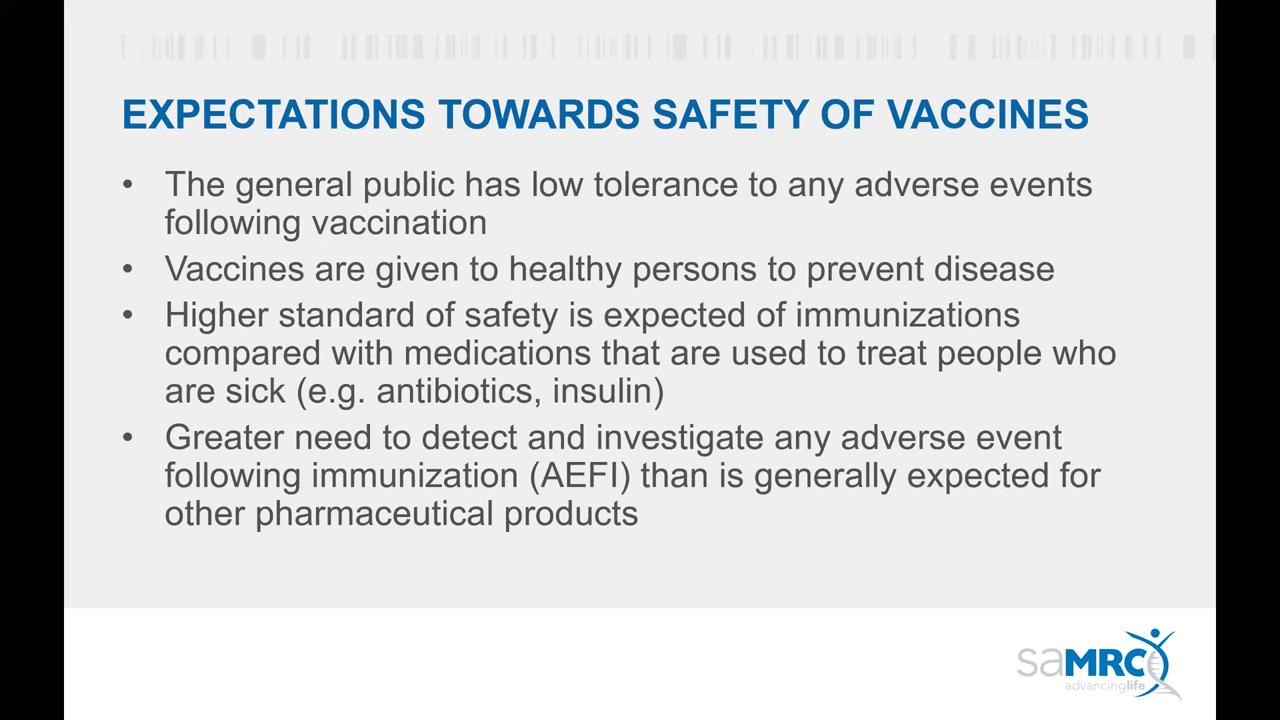 EXPECTATIONS TOWARDS SAFETY OF VACCINES
• The general public has low tolerance to any adverse events
following vaccination
• Vaccines are given to healthy persons to prevent disease
• Higher standard of safety is expected of immunizations
compared with medications that are used to treat people who
are sick (e.g. antibiotics, insulin)
• Greater need to detect and investigate any adverse event
following immunization (AEFI) than is generally expected for
other pharmaceutical products
saMRC
advancinglife